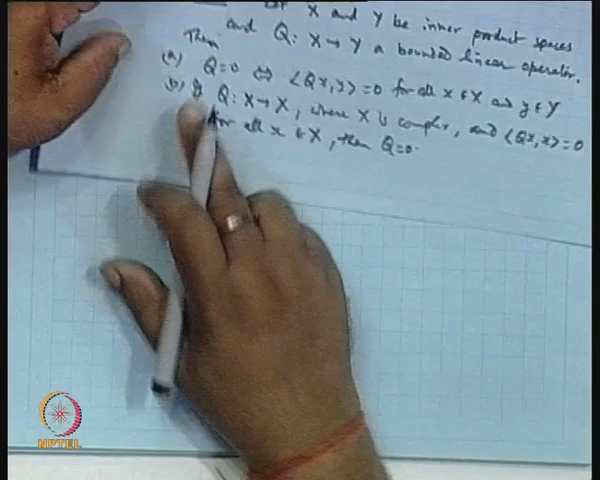 X and Y be inner product spaces
and Q: X → Y a bounded linear operator.
Then
(a) Q=0 ⇔ ⟨Qx,y⟩=0 for all x ∈ X and y ∈ Y
(b) If Q: X → X, where X is complex, and ⟨Qx,x⟩=0
for all x ∈ X, then Q=0.
NPTEL